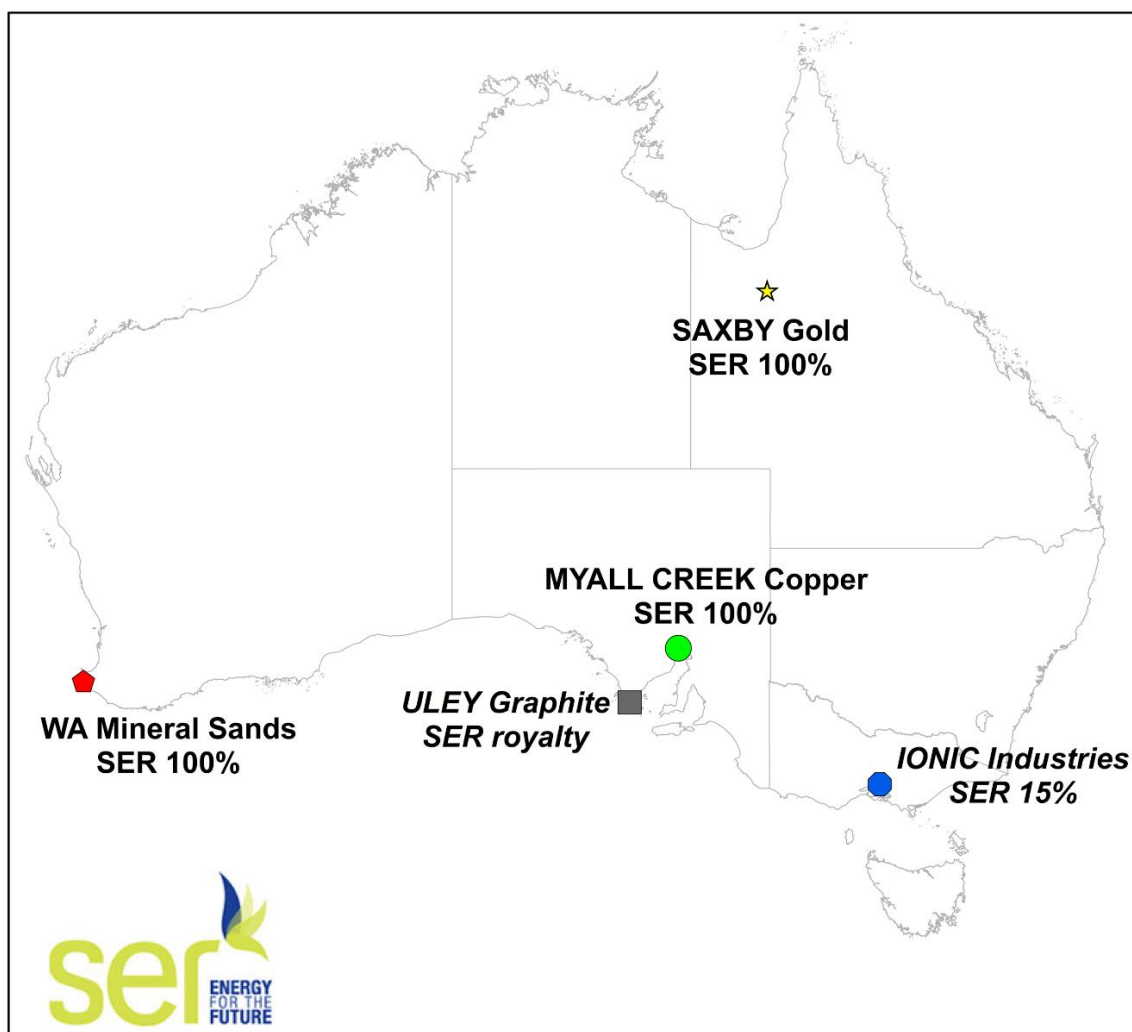 SAXBY Gold
SER 100%
MYALL CREEK Copper
SER 100%
ULEY Graphite
SER royalty
WA Mineral Sands
SER 100%
IONIC Industries
SER 15%
ser
ENERGY
FOR THE
FUTURE